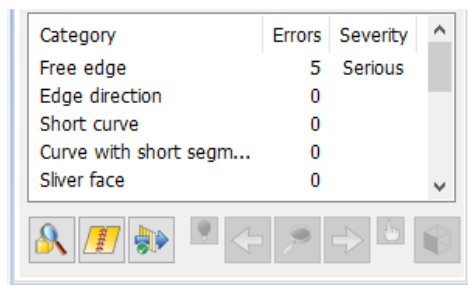 Category Errors Severity
Free edge 5 Serious
Edge direction 0
Short curve 0
Curve with short segm... 0
Sliver face 0